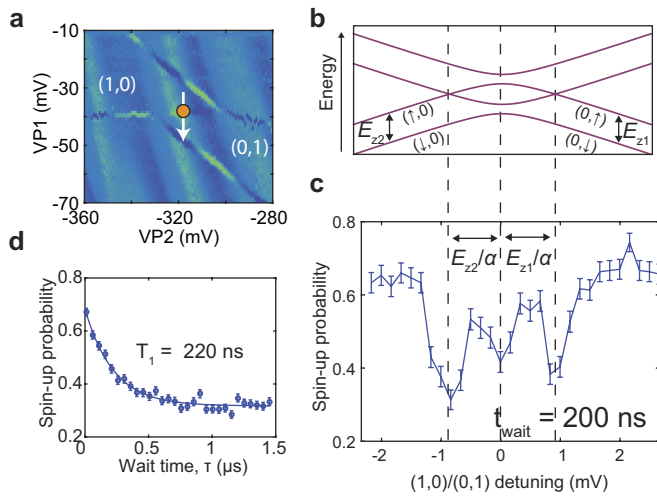 a
-10
-30
-50
-70
VP1 (mV)
(1,0)
(0,1)
-360
-320
-280
VP2 (mV)
b
Energy
E_z2
(↑,0)
(↓,0)
(0,↑)
(0,↓)
E_z1
c
0.8
0.6
0.4
0.2
Spin-up probability
E_z2/α
E_z1/α
t_wait = 200 ns
-2
-1
0
1
2
(1,0)/(0,1) detuning (mV)
d
0.8
0.6
0.4
0.2
Spin-up probability
T_1 = 220 ns
0
0.5
1.0
1.5
Wait time, τ (μs)